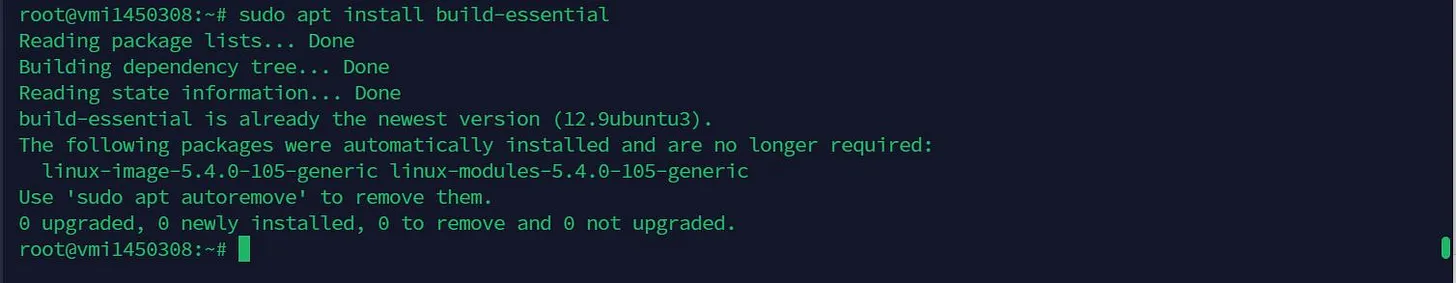 root@vmi1450308:~# sudo apt install build-essential
Reading package lists... Done
Building dependency tree... Done
Reading state information... Done
build-essential is already the newest version (12.9ubuntu3).
The following packages were automatically installed and are no longer required:
  linux-image-5.4.0-105-generic linux-modules-5.4.0-105-generic
Use 'sudo apt autoremove' to remove them.
0 upgraded, 0 newly installed, 0 to remove and 0 not upgraded.
root@vmi1450308:~#